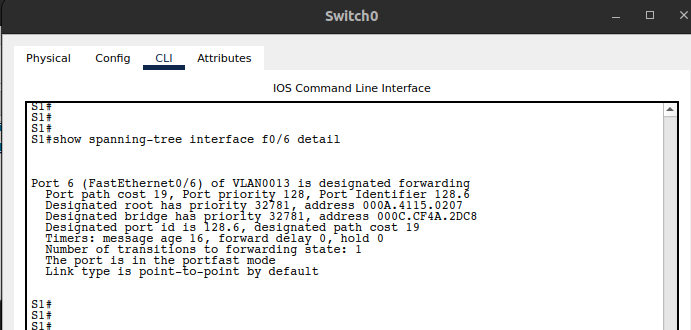 Switch0
Physical Config CLI Attributes
IOS Command Line Interface
S1#
S1#
S1#
S1#show spanning-tree interface f0/6 detail
Port 6 (FastEthernet0/6) of VLAN0013 is designated forwarding
Port path cost 19, Port priority 128, Port Identifier 128.6
Designated root has priority 32781, address 000A.4115.0207
Designated bridge has priority 32781, address 000C.CF4A.2DC8
Designated port id is 128.6, designated path cost 19
Timers: message age 16, forward delay 0, hold 0
Number of transitions to forwarding state: 1
The port is in the portfast mode
Link type is point-to-point by default
S1#
S1#
S1#